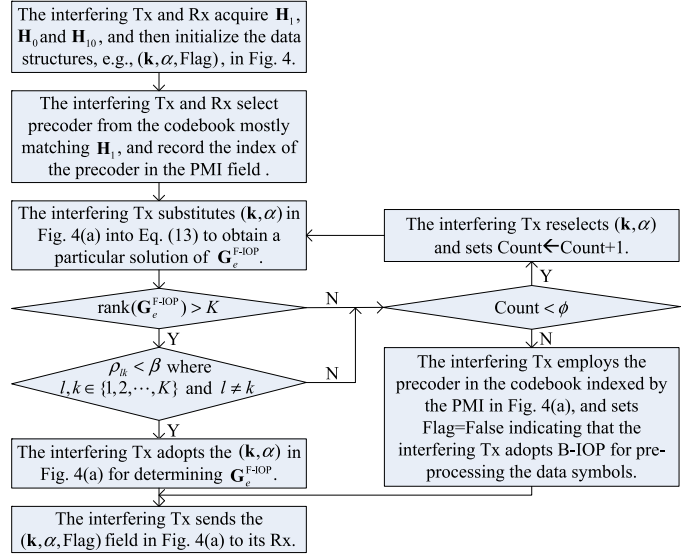 The interfering Tx and Rx acquire H₁,
H₀ and H₁₀, and then initialize the data
structures, e.g., (k,α,Flag), in Fig. 4.
The interfering Tx and Rx select
precoder from the codebook mostly
matching H₁, and record the index of
the precoder in the PMI field .
The interfering Tx substitutes (k,α) in
Fig. 4(a) into Eq. (13) to obtain a
particular solution of G_e^F-IOP.
The interfering Tx reselects (k,α)
and sets Count←Count+1.
rank(G_e^F-IOP) > K
N
Y
Count < ϕ
Y
N
ρ_lk < β where
l,k ∈ {1,2,⋯,K} and l ≠ k
N
Y
The interfering Tx employs the
precoder in the codebook indexed by
the PMI in Fig. 4(a), and sets
Flag=False indicating that the
interfering Tx adopts B-IOP for pre-
processing the data symbols.
The interfering Tx adopts the (k,α) in
Fig. 4(a) for determining G_e^F-IOP.
The interfering Tx sends the
(k,α,Flag) field in Fig. 4(a) to its Rx.